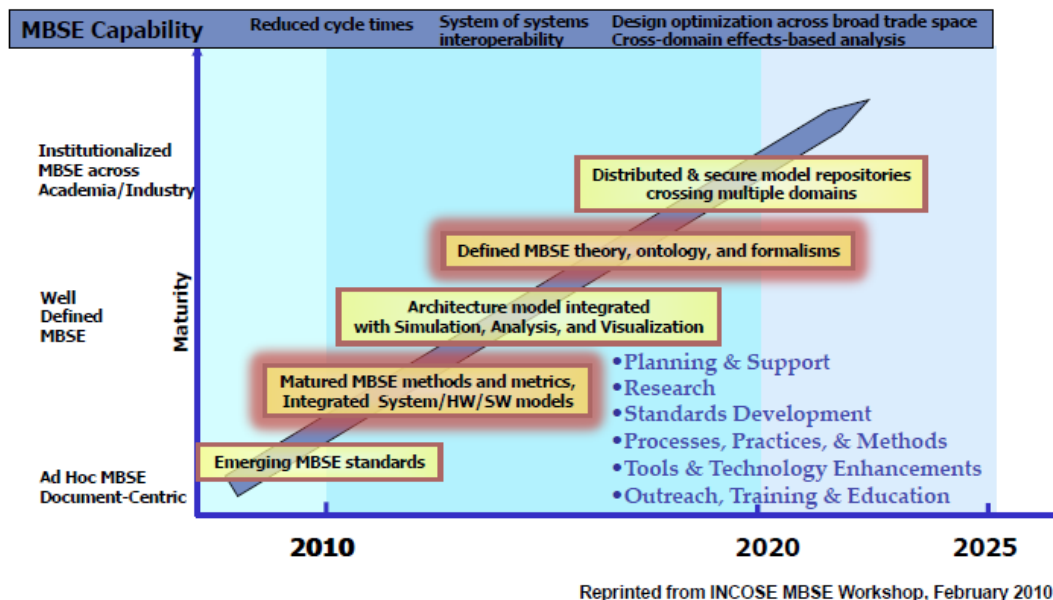 MBSE Capability
Reduced cycle times
System of systems
interoperability
Design optimization across broad trade space
Cross-domain effects-based analysis
Institutionalized
MBSE across
Academia/Industry
Distributed & secure model repositories
crossing multiple domains
Defined MBSE theory, ontology, and formalisms
Well
Defined
MBSE
Maturity
Architecture model integrated
with Simulation, Analysis, and Visualization
Matured MBSE methods and metrics,
Integrated System/HW/SW models
•Planning & Support
•Research
•Standards Development
•Processes, Practices, & Methods
•Tools & Technology Enhancements
•Outreach, Training & Education
Emerging MBSE standards
Ad Hoc MBSE
Document-Centric
2010
2020
2025
Reprinted from INCOSE MBSE Workshop, February 2010